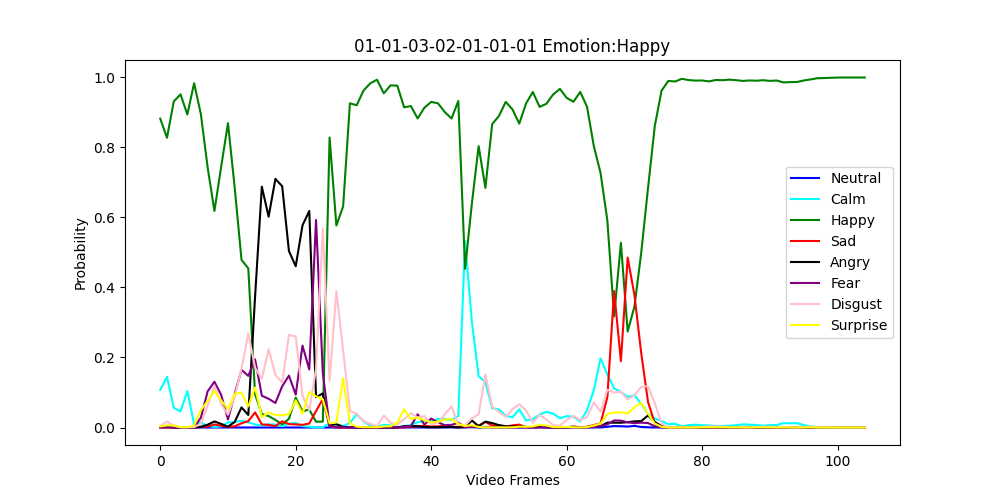 01-01-03-02-01-01-01 Emotion:Happy
Probability
1.0
0.8
0.6
0.4
0.2
0.0
0 20 40 60 80 100
Video Frames
Neutral
Calm
Happy
Sad
Angry
Fear
Disgust
Surprise